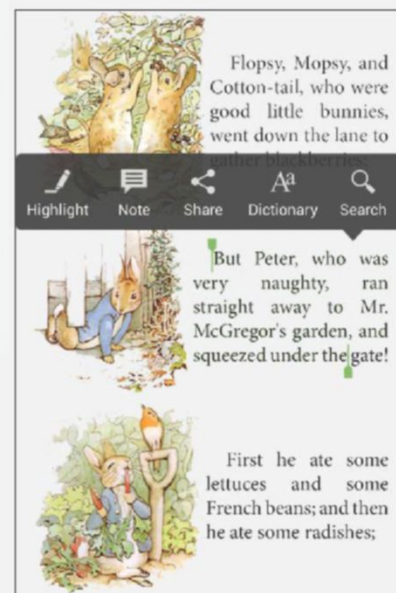 Flopsy, Mopsy, and
Cotton-tail, who were
good little bunnies,
went down the lane to
gather blackberries;
Highlight Note Share Dictionary Search
But Peter, who was
very naughty, ran
straight away to Mr.
McGregor's garden, and
squeezed under the gate!
First he ate some
lettuces and some
French beans; and then
he ate some radishes;